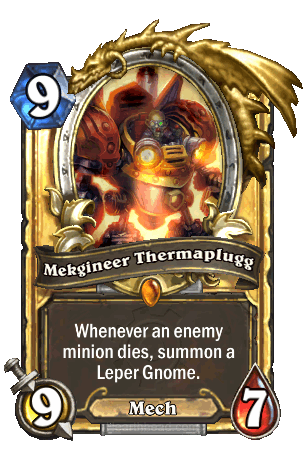 9
Mekgineer Thermaplugg
Whenever an enemy
minion dies, summon a
Leper Gnome.
9
Mech
7